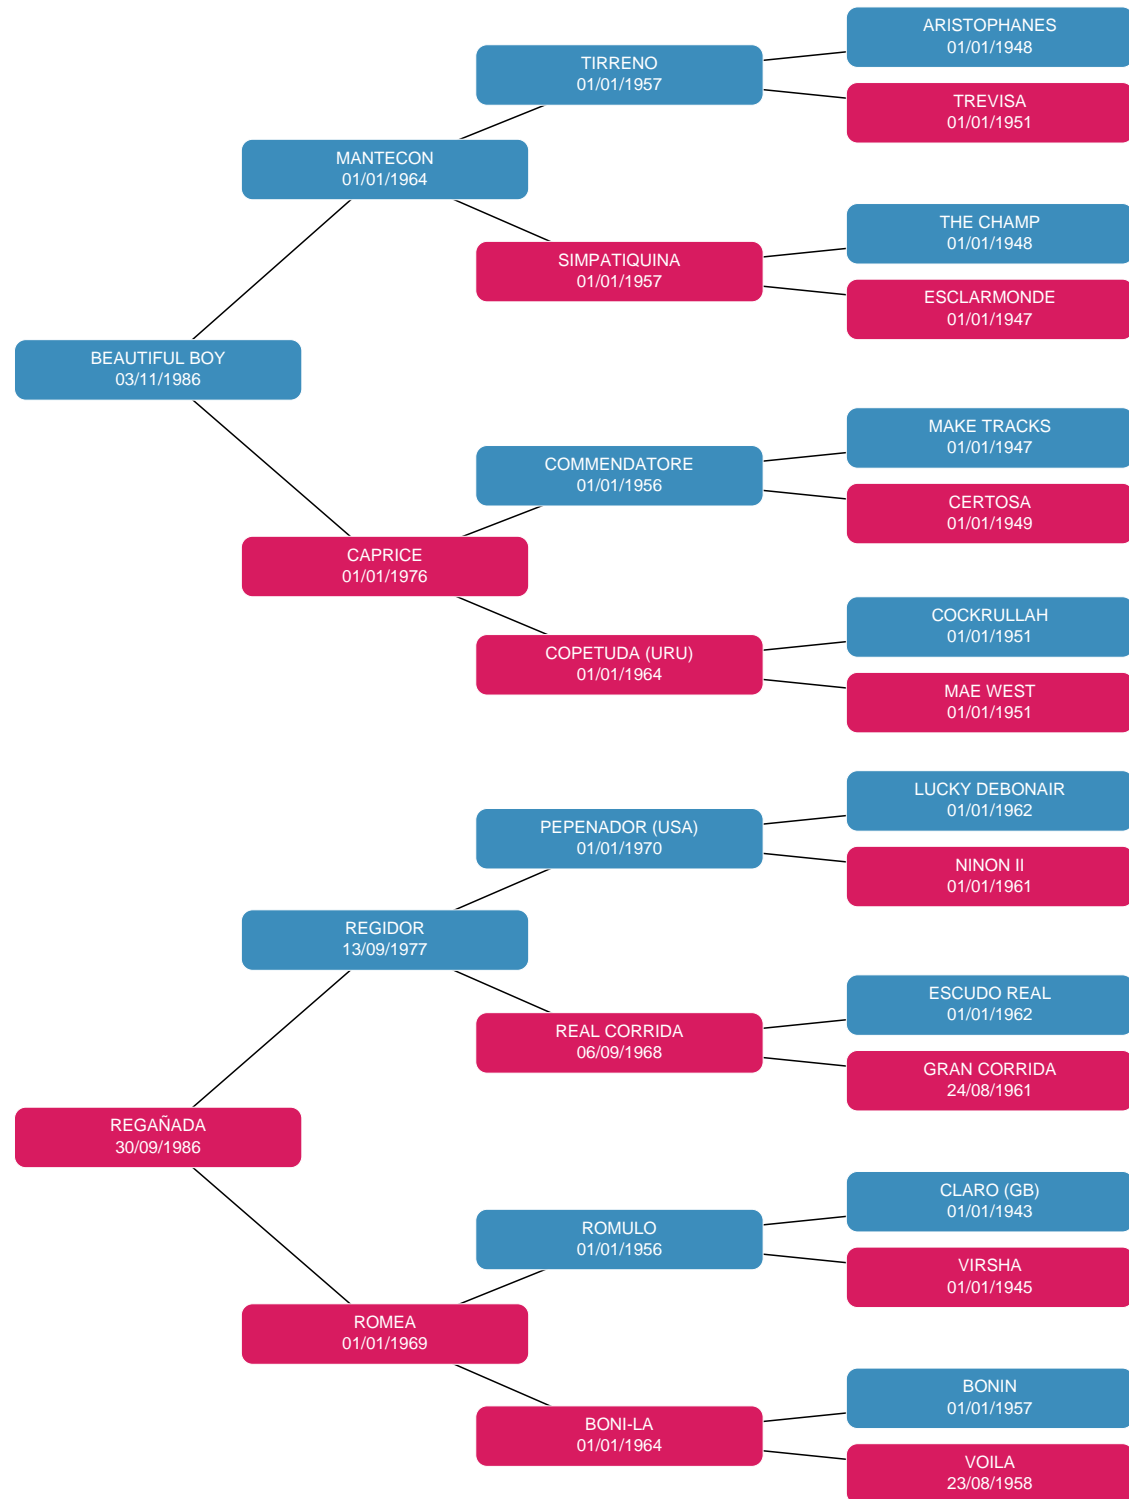 ARISTOPHANES
01/01/1948
TIRRENO
01/01/1957
TREVISA
01/01/1951
MANTECON
01/01/1964
THE CHAMP
01/01/1948
SIMPATIQUINA
01/01/1957
ESCLARMONDE
01/01/1947
BEAUTIFUL BOY
03/11/1986
MAKE TRACKS
01/01/1947
COMMENDATORE
01/01/1956
CERTOSA
01/01/1949
CAPRICE
01/01/1976
COCKRULLAH
01/01/1951
COPETUDA (URU)
01/01/1964
MAE WEST
01/01/1951
LUCKY DEBONAIR
01/01/1962
PEPENADOR (USA)
01/01/1970
NINON II
01/01/1961
REGIDOR
13/09/1977
ESCUDO REAL
01/01/1962
REAL CORRIDA
06/09/1968
GRAN CORRIDA
24/08/1961
REGAÑADA
30/09/1986
CLARO (GB)
01/01/1943
ROMULO
01/01/1956
VIRSHA
01/01/1945
ROMEA
01/01/1969
BONIN
01/01/1957
BONI-LA
01/01/1964
VOILA
23/08/1958